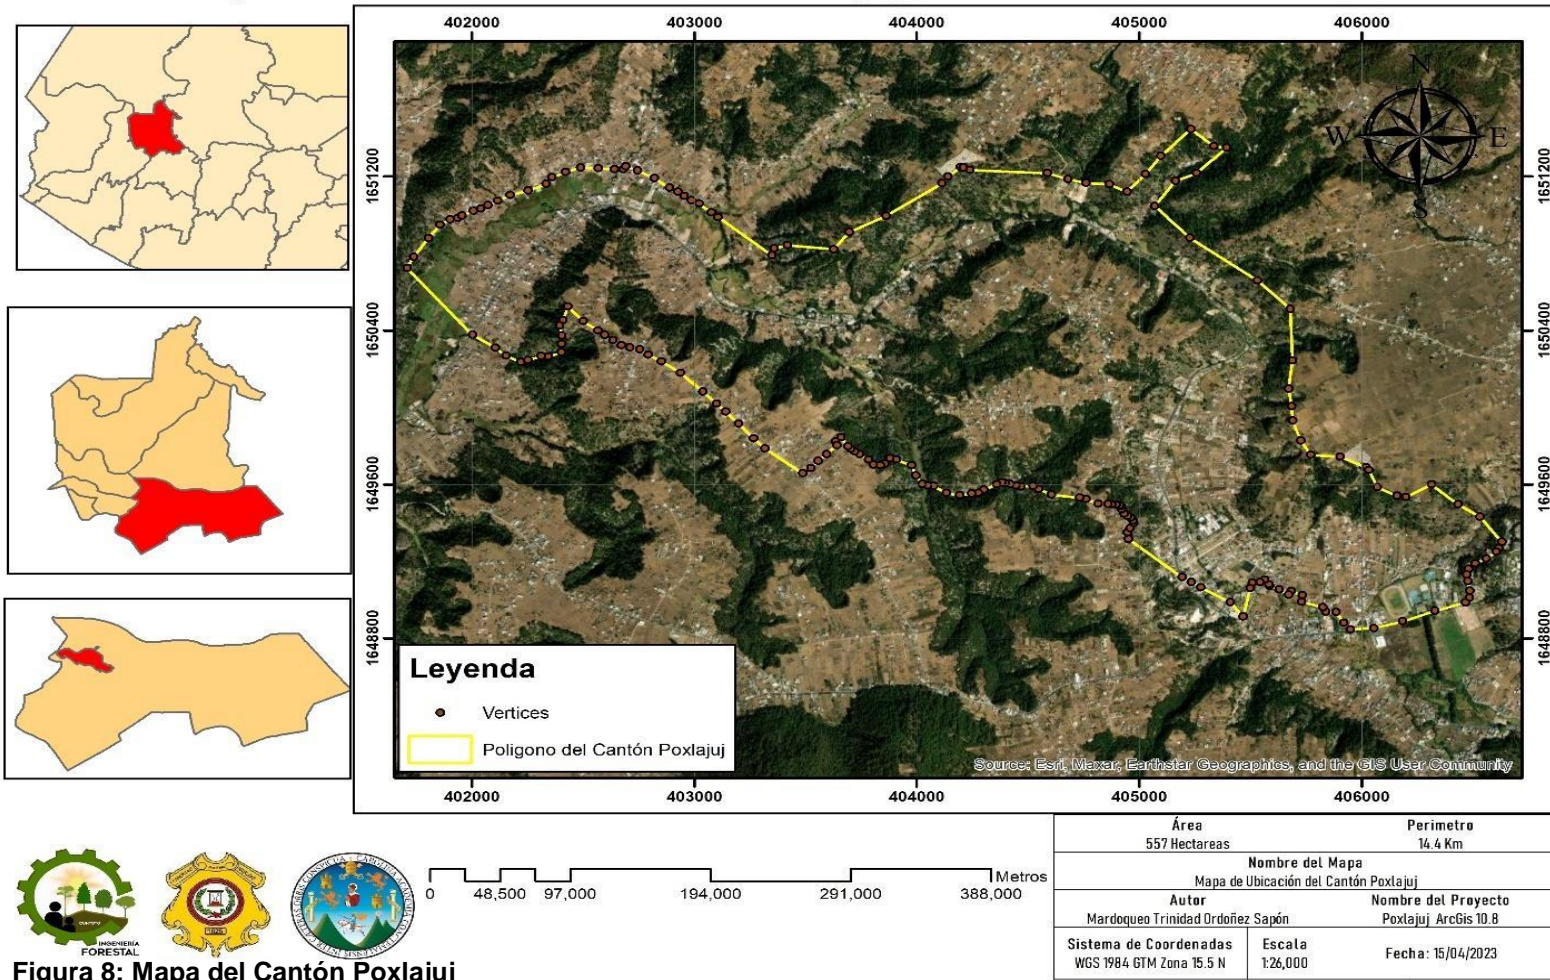 402000 403000 404000 405000 406000
1651200 1651200
1650400 1650400
1649600 1649600
1648800 1648800
N
W E
S
Leyenda
Vertices
Poligono del Cantón Poxlajuj
Source: Esri, Maxar, Earthstar Geographics, and the GIS User Community
402000 403000 404000 405000 406000
INGENIERÍA
FORESTAL
0 48,500 97,000 194,000 291,000 388,000 Metros
Área Perimetro
557 Hectareas 14.4 Km
Nombre del Mapa
Mapa de Ubicación del Cantón Poxlajuj
Autor Nombre del Proyecto
Mardoqueo Trinidad Ordoñez Sapón Poxlajuj ArcGis 10.8
Sistema de Coordenadas Escala
WGS 1984 GTM Zona 15.5 N 1:26,000
Fecha: 15/04/2023
Figura 8: Mapa del Cantón Poxlajuj